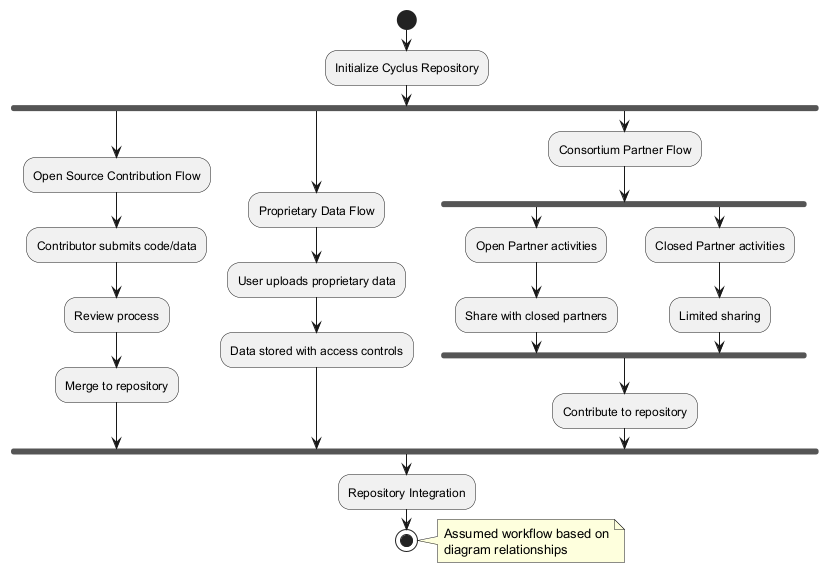 Initialize Cyclus Repository
Open Source Contribution Flow
Contributor submits code/data
Review process
Merge to repository
Proprietary Data Flow
User uploads proprietary data
Data stored with access controls
Consortium Partner Flow
Open Partner activities
Share with closed partners
Closed Partner activities
Limited sharing
Contribute to repository
Repository Integration
Assumed workflow based on
diagram relationships